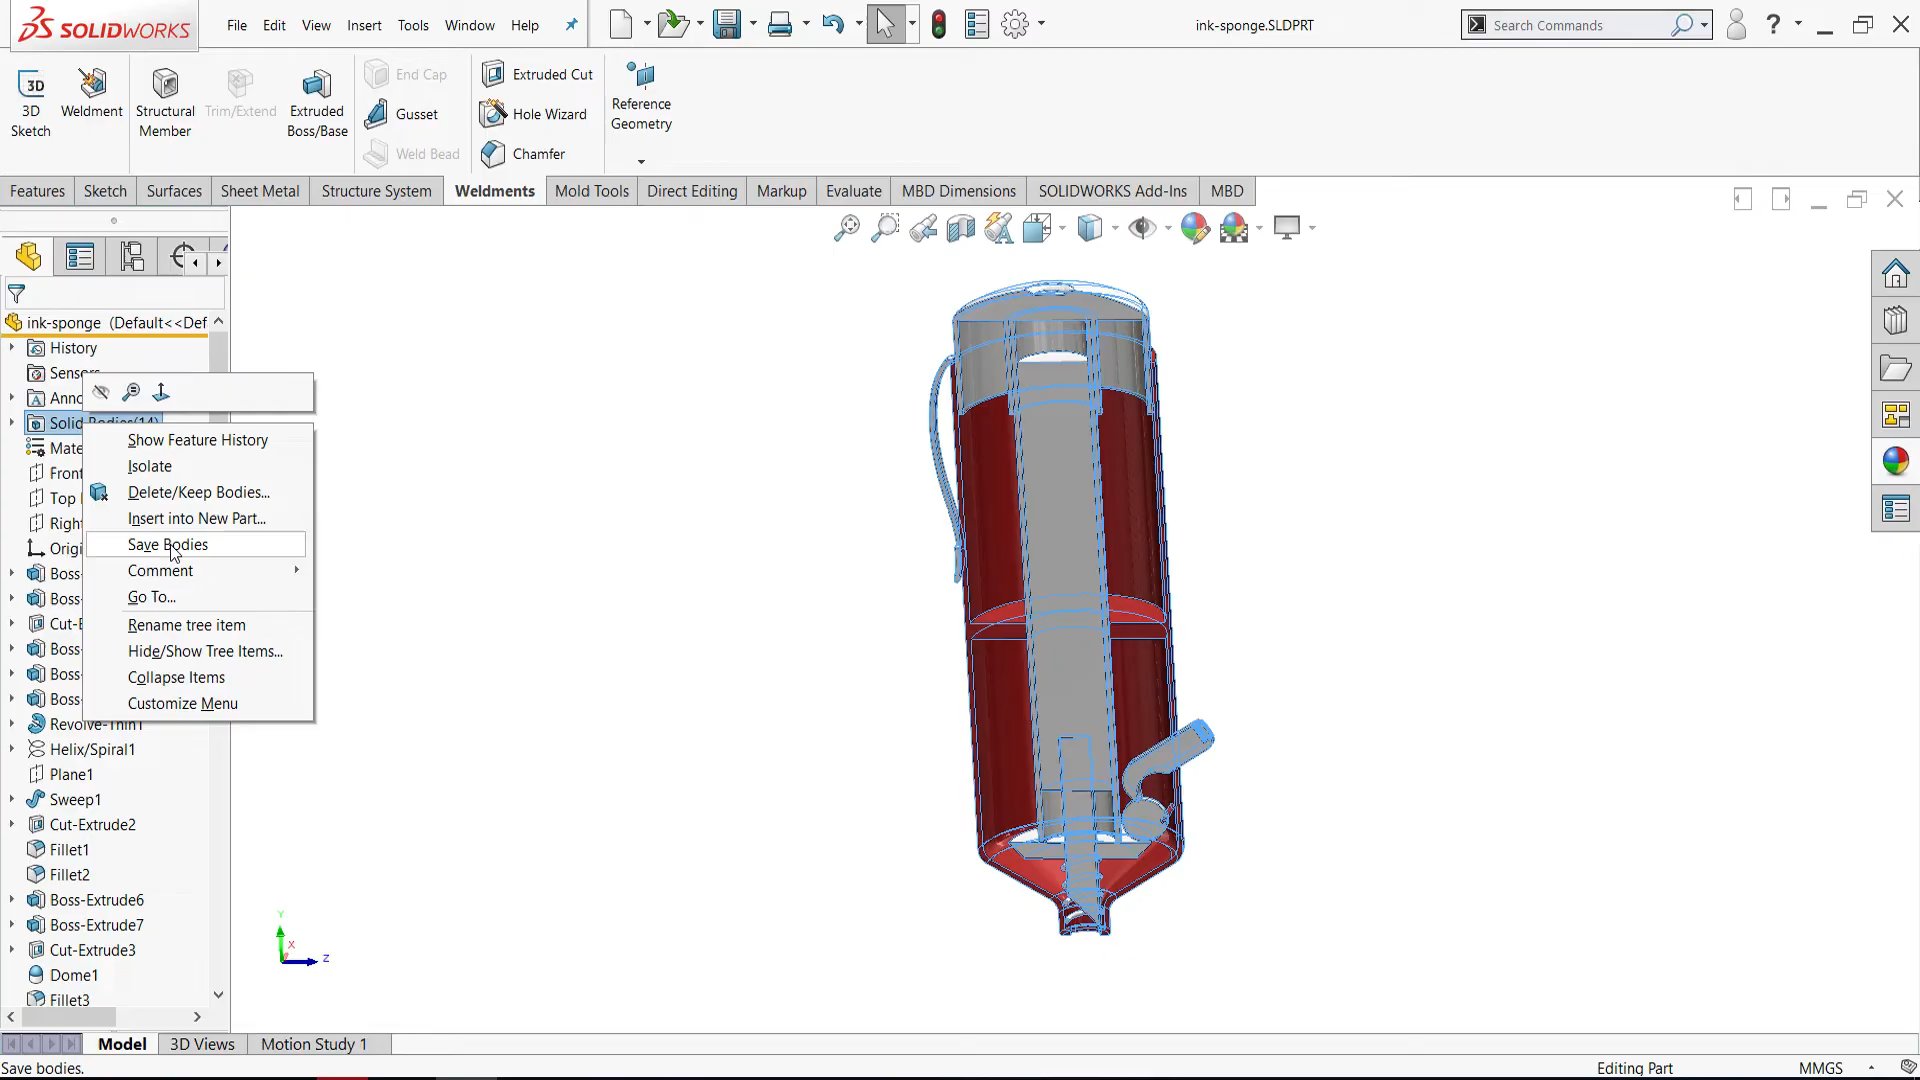 SOLIDWORKS
File Edit View Insert Tools Window Help
ink-sponge.SLDPRT
Search Commands
?
3D Sketch
Weldment
Structural Member
Trim/Extend
Extruded Boss/Base
End Cap
Gusset
Weld Bead
Extruded Cut
Hole Wizard
Chamfer
Reference Geometry
Features Sketch Surfaces Sheet Metal Structure System Weldments Mold Tools Direct Editing Markup Evaluate MBD Dimensions SOLIDWORKS Add-Ins MBD
ink-sponge (Default<<Def
History
Sensors
Anno
Solid Bodies(14)
Mate
Front
Top
Right
Origi
Boss-
Boss-
Cut-E
Boss-
Boss-
Boss-
Revolve-Thin1
Helix/Spiral1
Plane1
Sweep1
Cut-Extrude2
Fillet1
Fillet2
Boss-Extrude6
Boss-Extrude7
Cut-Extrude3
Dome1
Fillet3
Show Feature History
Isolate
Delete/Keep Bodies...
Insert into New Part...
Save Bodies
Comment
Go To...
Rename tree item
Hide/Show Tree Items...
Collapse Items
Customize Menu
Y
X
Z
Model 3D Views Motion Study 1
Save bodies.
Editing Part
MMGS